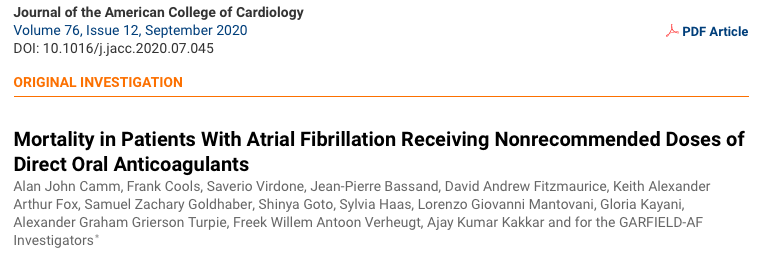 Journal of the American College of Cardiology
Volume 76, Issue 12, September 2020
DOI: 10.1016/j.jacc.2020.07.045
PDF Article
ORIGINAL INVESTIGATION
Mortality in Patients With Atrial Fibrillation Receiving Nonrecommended Doses of
Direct Oral Anticoagulants
Alan John Camm, Frank Cools, Saverio Virdone, Jean-Pierre Bassand, David Andrew Fitzmaurice, Keith Alexander
Arthur Fox, Samuel Zachary Goldhaber, Shinya Goto, Sylvia Haas, Lorenzo Giovanni Mantovani, Gloria Kayani,
Alexander Graham Grierson Turpie, Freek Willem Antoon Verheugt, Ajay Kumar Kakkar and for the GARFIELD-AF
Investigators*